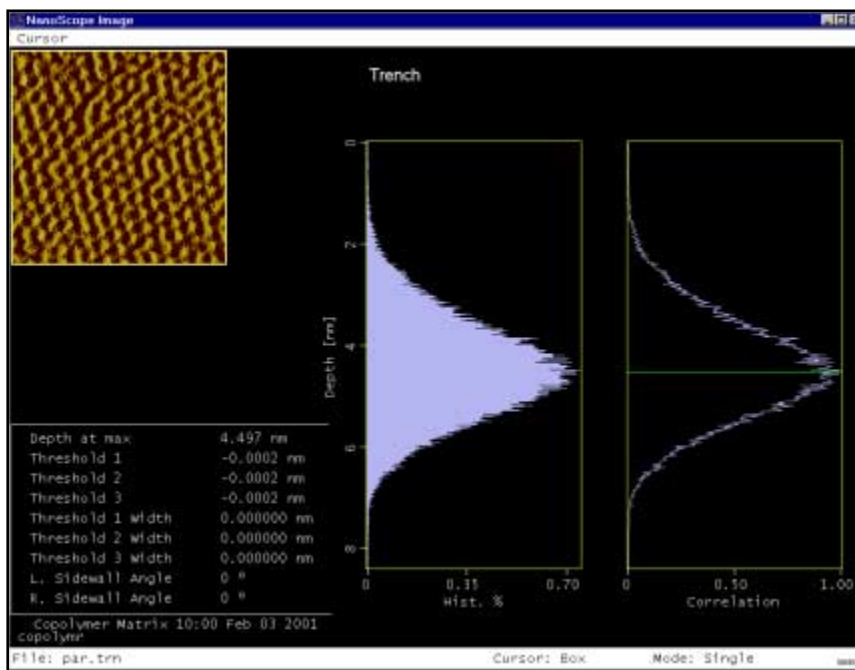 NanoScope Image
Cursor
Trench
0
2
4
6
8
Depth [nm]
0 0.35 0.70
Hist. %
0 0.50 1.00
Correlation
Depth at max 4.497 nm
Threshold 1 -0.0002 nm
Threshold 2 -0.0002 nm
Threshold 3 -0.0002 nm
Threshold 1 Width 0.000000 nm
Threshold 2 Width 0.000000 nm
Threshold 3 Width 0.000000 nm
L. Sidewall Angle 0 º
R. Sidewall Angle 0 º
Copolymer Matrix 10:00 Feb 03 2001
copolymr
File: par.trn Cursor: Box Mode: Single